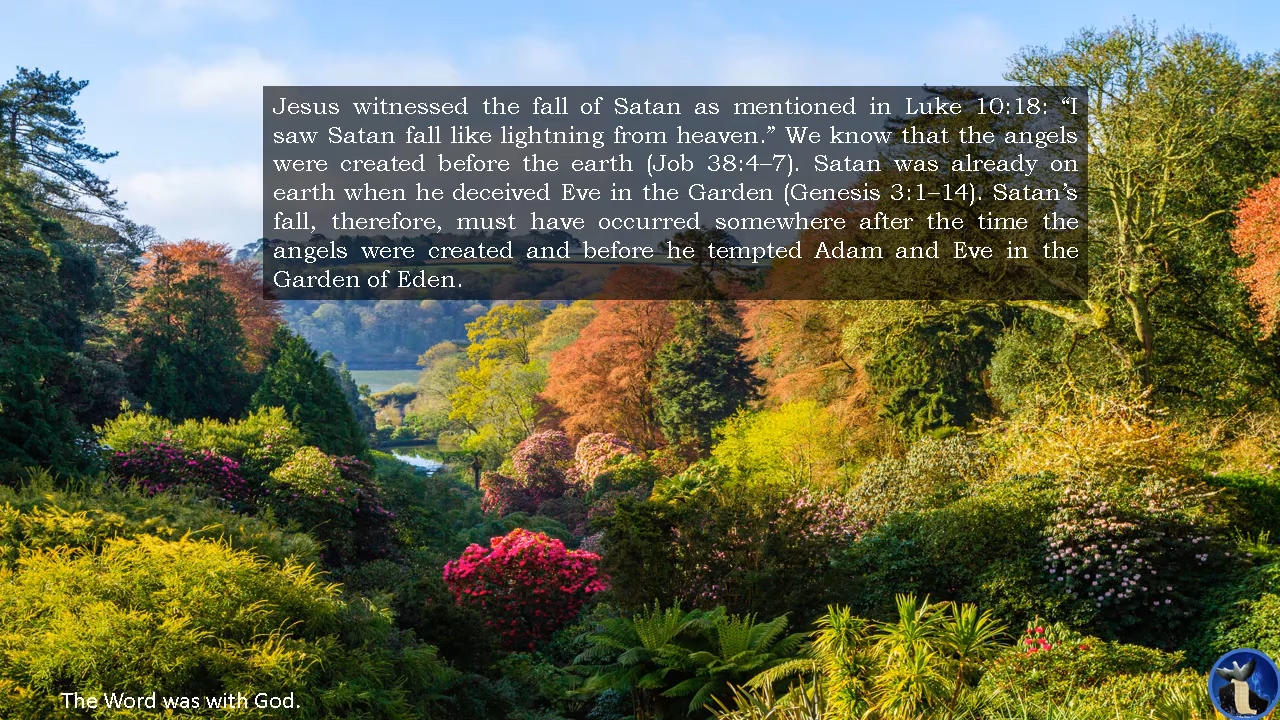 Jesus witnessed the fall of Satan as mentioned in Luke 10:18: “I
saw Satan fall like lightning from heaven.” We know that the angels
were created before the earth (Job 38:4–7). Satan was already on
earth when he deceived Eve in the Garden (Genesis 3:1–14). Satan’s
fall, therefore, must have occurred somewhere after the time the
angels were created and before he tempted Adam and Eve in the
Garden of Eden.
The Word was with God.